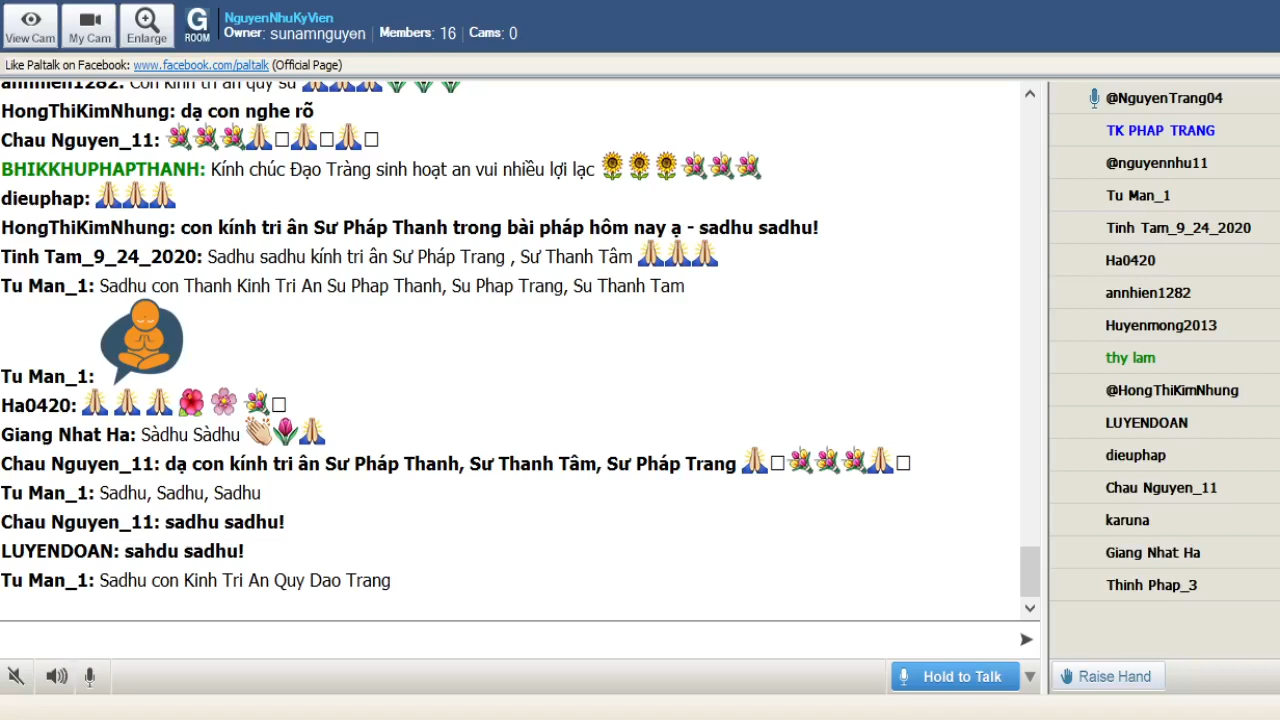 View Cam
My Cam
Enlarge
G
ROOM
NguyenNhuKyVien
Owner: sunamnguyen | Members: 16 | Cams: 0
Like Paltalk on Facebook: www.facebook.com/paltalk (Official Page)
annhien1282: Con kinh tri an quy su
HongThiKimNhung: dạ con nghe rõ
Chau Nguyen_11:
BHIKKHUPHAPTHANH: Kính chúc Đạo Tràng sinh hoạt an vui nhiều lợi lạc
dieuphap:
HongThiKimNhung: con kính tri ân Sư Pháp Thanh trong bài pháp hôm nay ạ - sadhu sadhu!
Tinh Tam_9_24_2020: Sadhu sadhu kính tri ân Sư Pháp Trang , Sư Thanh Tâm
Tu Man_1: Sadhu con Thanh Kinh Tri An Su Phap Thanh, Su Phap Trang, Su Thanh Tam
Tu Man_1:
Ha0420:
Giang Nhat Ha: Sàdhu Sàdhu
Chau Nguyen_11: dạ con kính tri ân Sư Pháp Thanh, Sư Thanh Tâm, Sư Pháp Trang
Tu Man_1: Sadhu, Sadhu, Sadhu
Chau Nguyen_11: sadhu sadhu!
LUYENDOAN: sahdu sadhu!
Tu Man_1: Sadhu con Kinh Tri An Quy Dao Trang
Hold to Talk
@NguyenTrang04
TK PHAP TRANG
@nguyennhu11
Tu Man_1
Tinh Tam_9_24_2020
Ha0420
annhien1282
Huyenmong2013
thy lam
@HongThiKimNhung
LUYENDOAN
dieuphap
Chau Nguyen_11
karuna
Giang Nhat Ha
Thinh Phap_3
Raise Hand